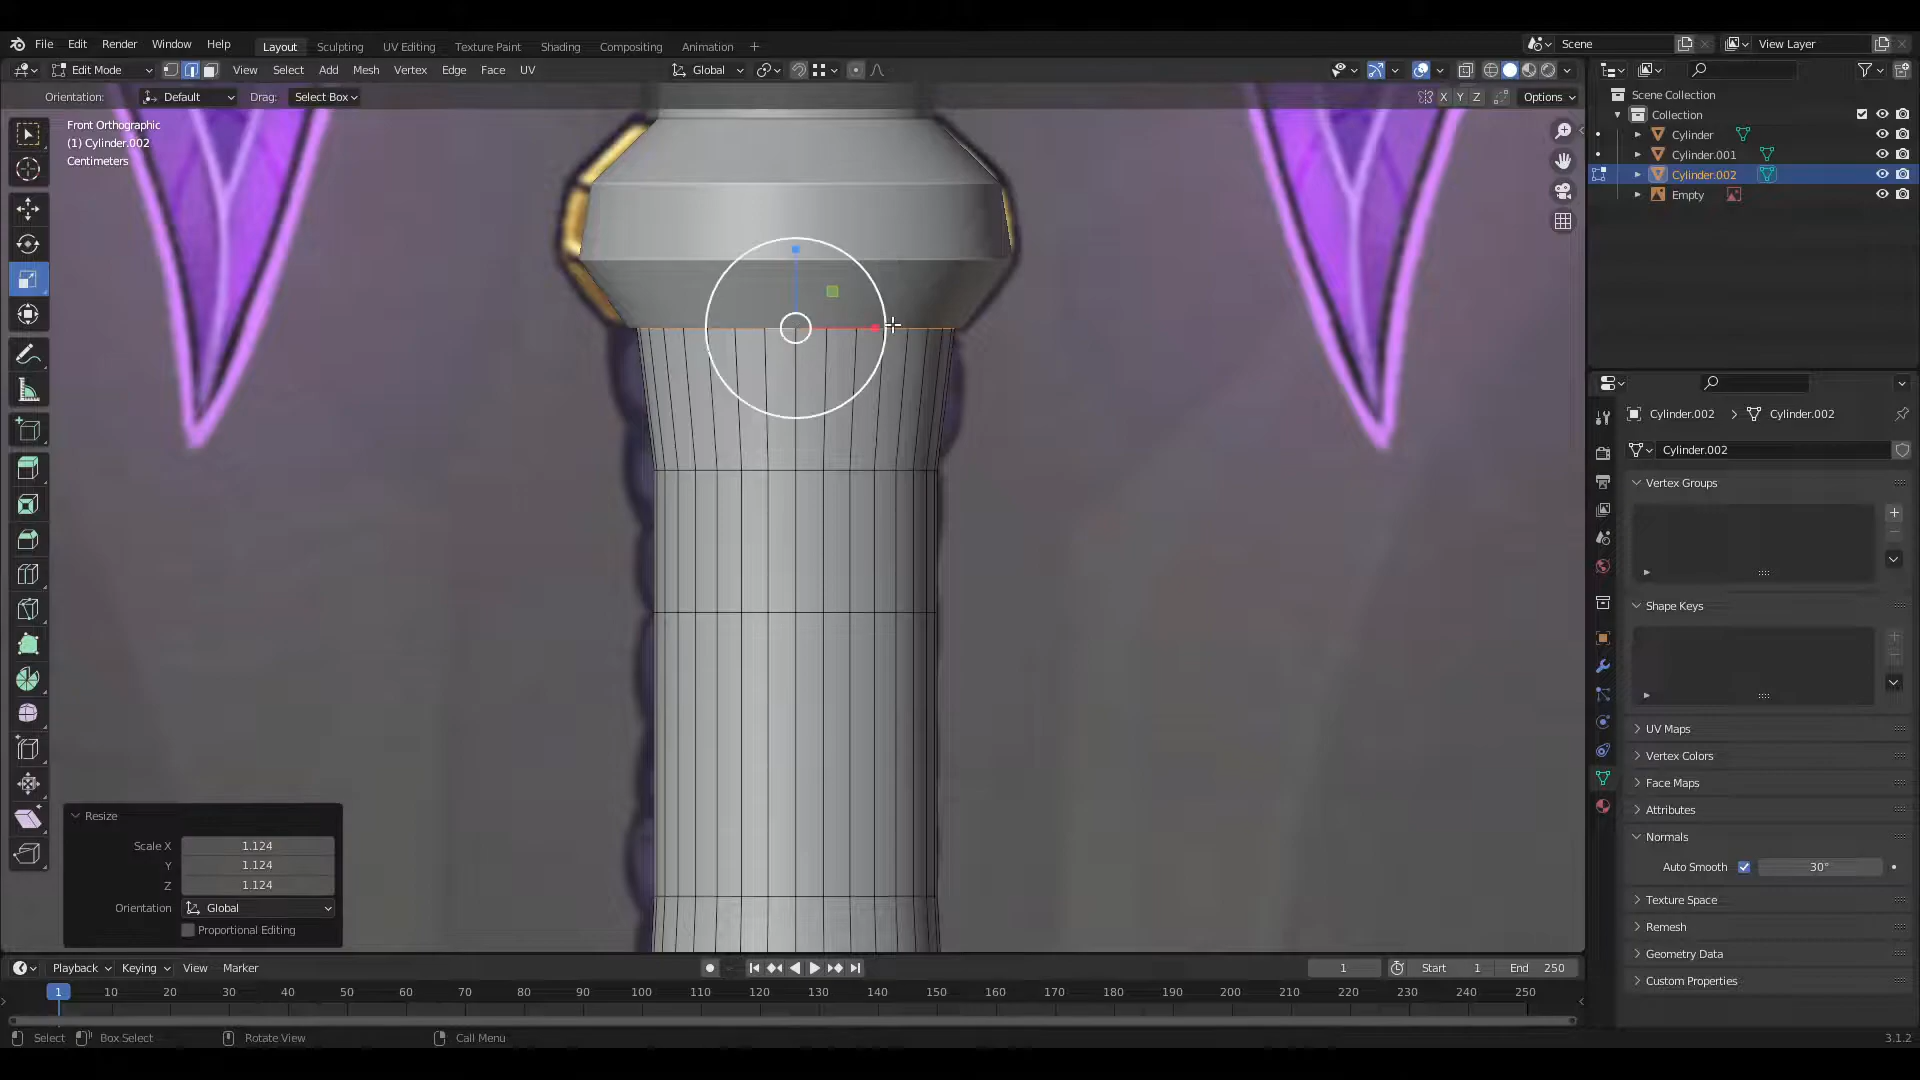 File Edit Render Window Help Layout Sculpting UV Editing Texture Paint Shading Compositing Animation + Scene View Layer
Edit Mode View Select Add Mesh Vertex Edge Face UV Global
Orientation: Default Drag: Select Box X Y Z Options
Scene Collection
Collection
Cylinder
Cylinder.001
Cylinder.002
Empty
Front Orthographic
(1) Cylinder.002
Centimeters
Cylinder.002 > Cylinder.002
Cylinder.002
Vertex Groups
Shape Keys
UV Maps
Vertex Colors
Face Maps
Attributes
Normals
Auto Smooth 30°
Texture Space
Remesh
Geometry Data
Custom Properties
Resize
Scale X 1.124
Y 1.124
Z 1.124
Orientation Global
Proportional Editing
Playback Keying View Marker 1 Start 1 End 250
1 10 20 30 40 50 60 70 80 90 100 110 120 130 140 150 160 170 180 190 200 210 220 230 240 250
Select Box Select Rotate View Call Menu 3.1.2